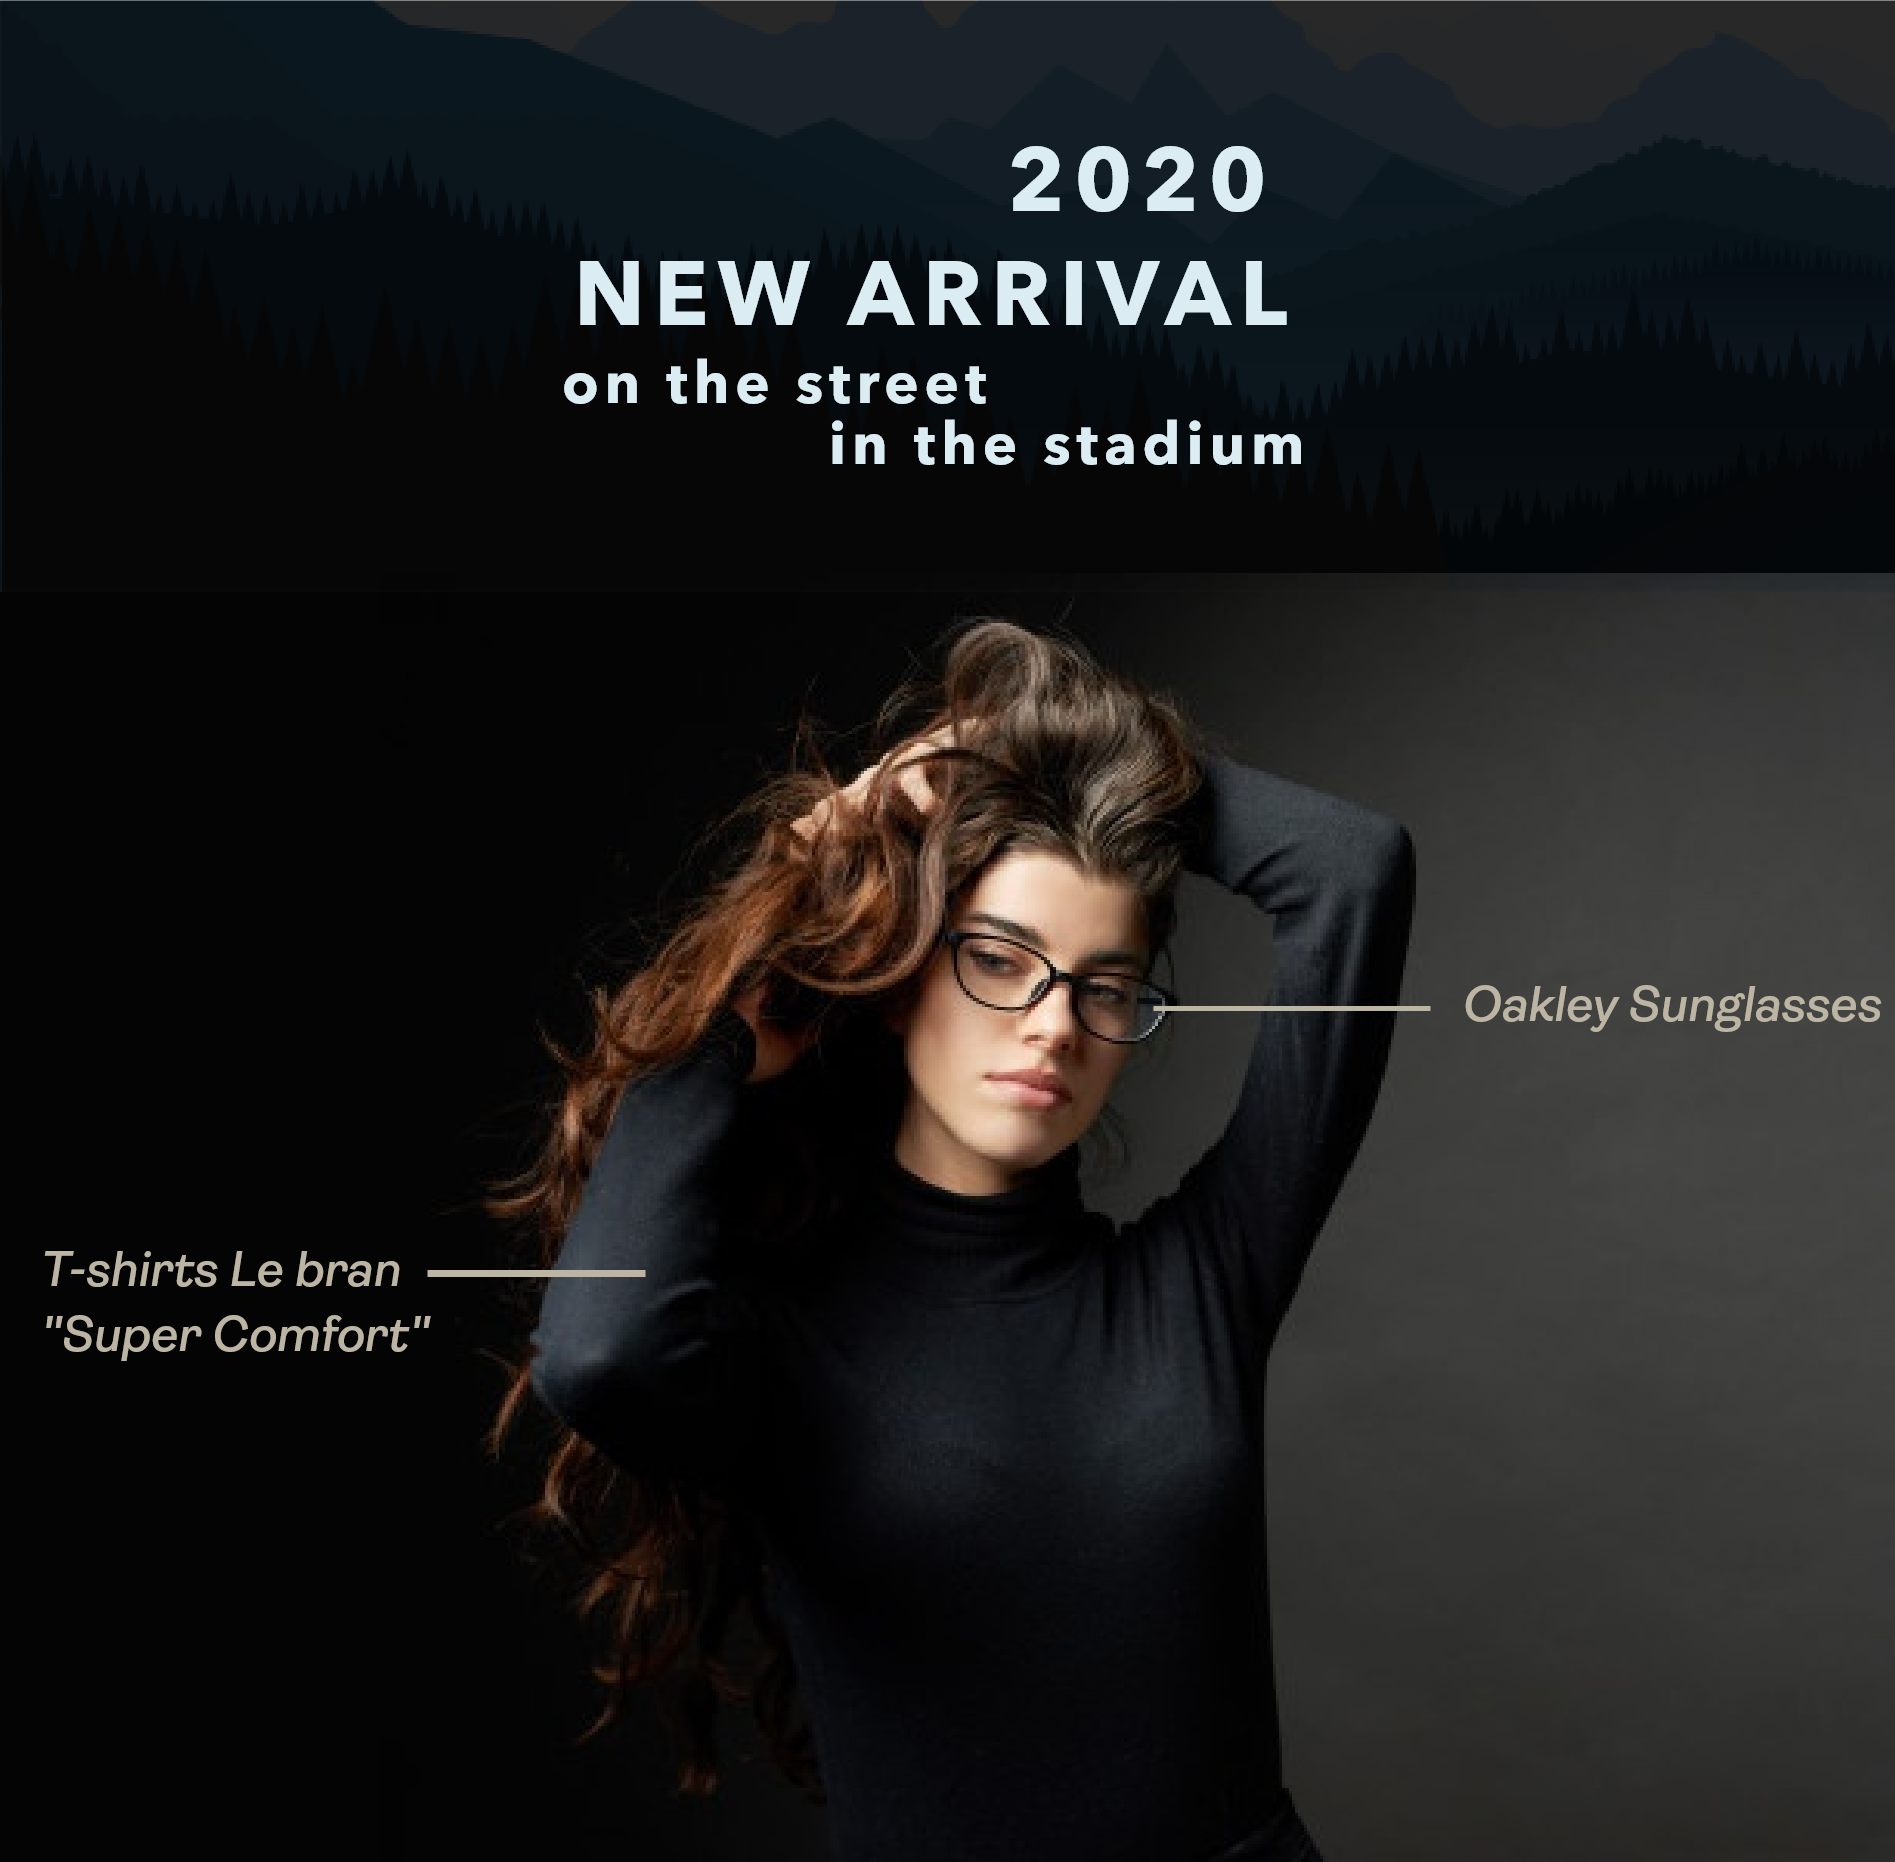 2020
NEW ARRIVAL
on the street
in the stadium
Oakley Sunglasses
T-shirts Le bran
"Super Comfort"